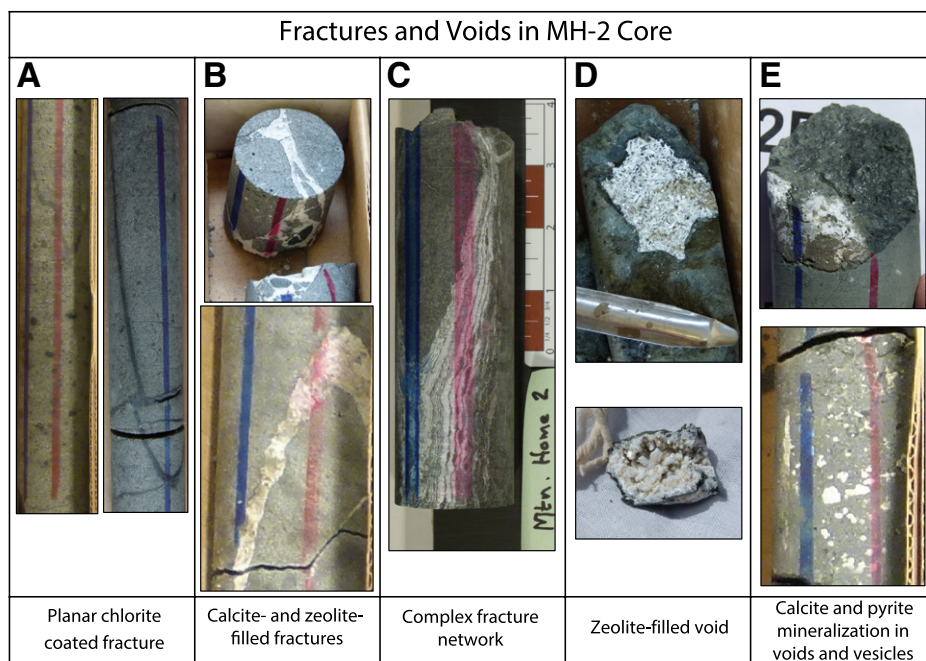 Fractures and Voids in MH-2 Core
A
B
C
D
E
4
3
2
1
0
Mtn. Home 2
Planar chlorite
coated fracture
Calcite- and zeolite-
filled fractures
Complex fracture
network
Zeolite-filled void
Calcite and pyrite
mineralization in
voids and vesicles